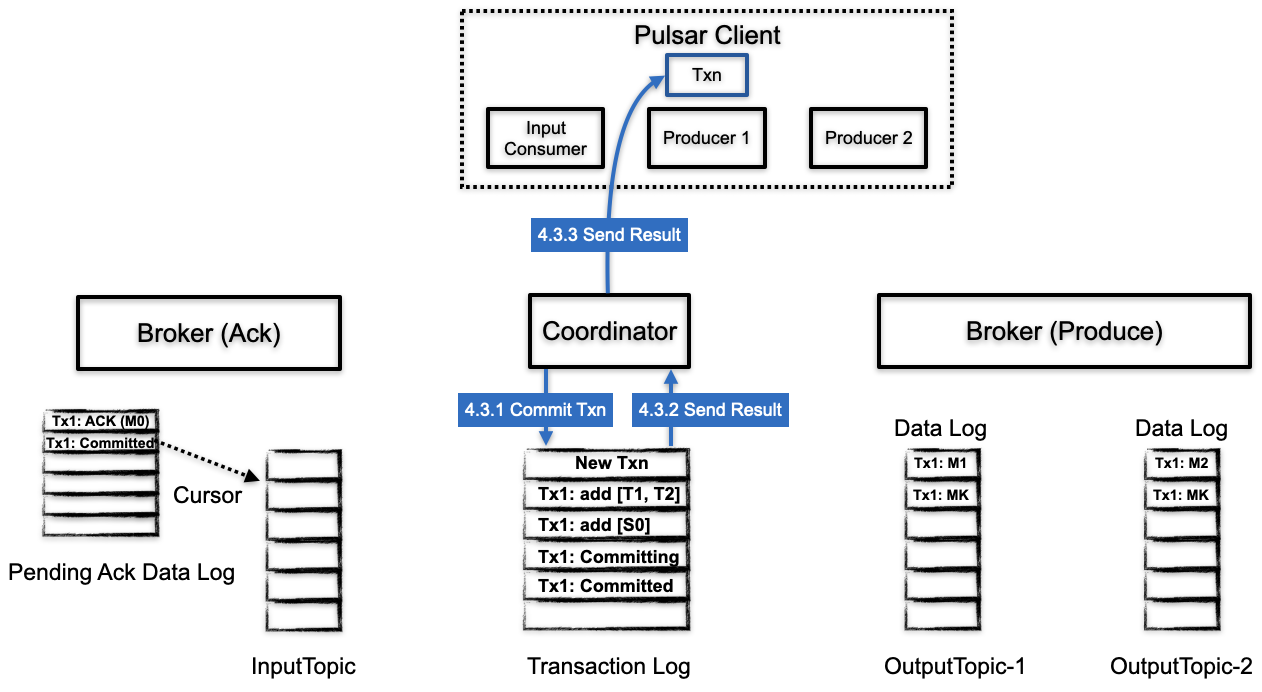 Pulsar Client
Txn
Input
Consumer
Producer 1
Producer 2
4.3.3 Send Result
Broker (Ack)
Coordinator
Broker (Produce)
4.3.1 Commit Txn
4.3.2 Send Result
Tx1: ACK (M0)
Tx1: Committed
Cursor
Pending Ack Data Log
InputTopic
New Txn
Tx1: add [T1, T2]
Tx1: add [S0]
Tx1: Committing
Tx1: Committed
Transaction Log
Data Log
Tx1: M1
Tx1: MK
OutputTopic-1
Data Log
Tx1: M2
Tx1: MK
OutputTopic-2